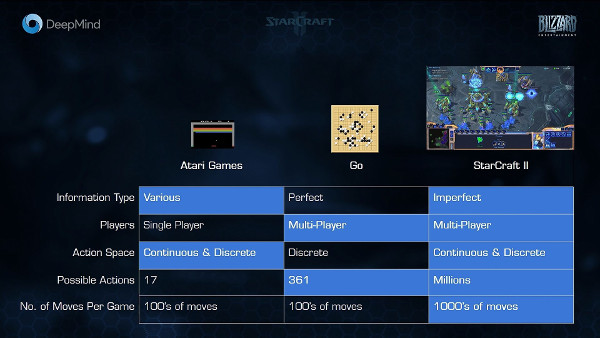 DeepMind
STARCRAFT
II
BLIZZARD
ENTERTAINMENT
Atari Games
Go
StarCraft II
Information Type Various Perfect Imperfect
Players Single Player Multi-Player Multi-Player
Action Space Continuous & Discrete Discrete Continuous & Discrete
Possible Actions 17 361 Millions
No. of Moves Per Game 100's of moves 100's of moves 1000's of moves